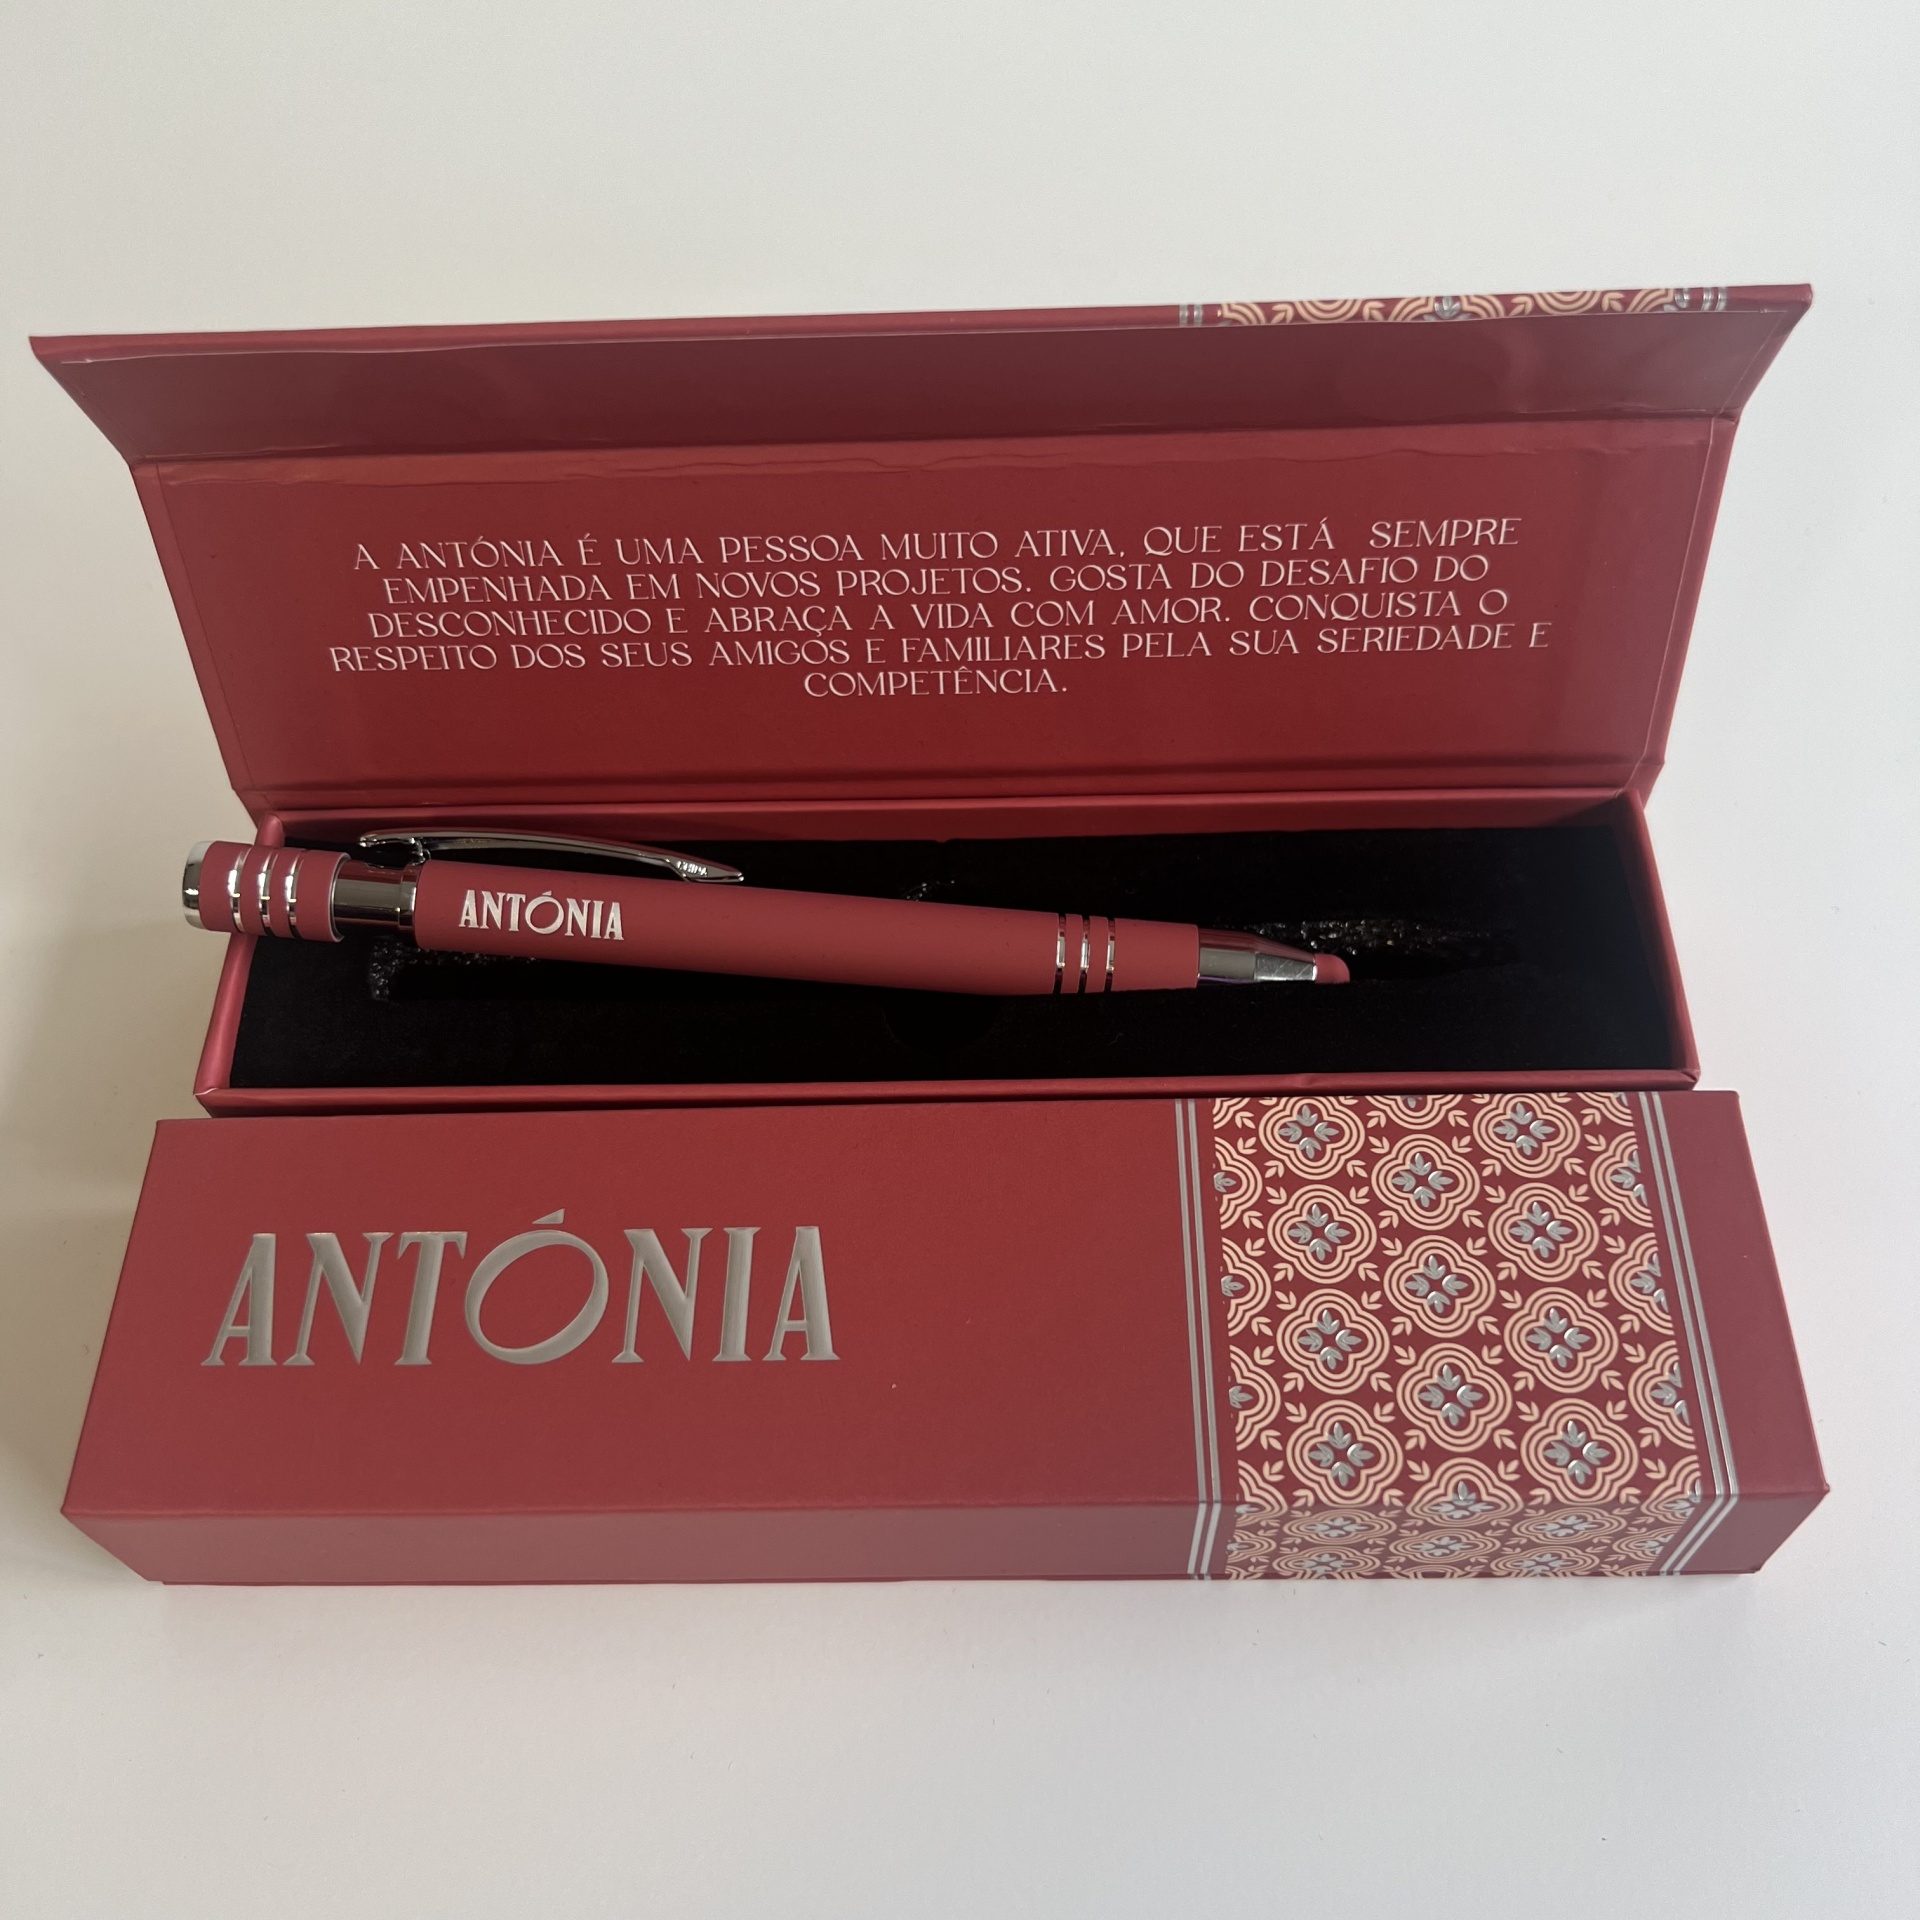 A ANTÓNIA É UMA PESSOA MUITO ATIVA, QUE ESTÁ SEMPRE
EMPENHADA EM NOVOS PROJETOS. GOSTA DO DESAFIO DO
DESCONHECIDO E ABRAÇA A VIDA COM AMOR. CONQUISTA O
RESPEITO DOS SEUS AMIGOS E FAMILIARES PELA SUA SERIEDADE E
COMPETÊNCIA.
ANTÓNIA
ANTÓNIA